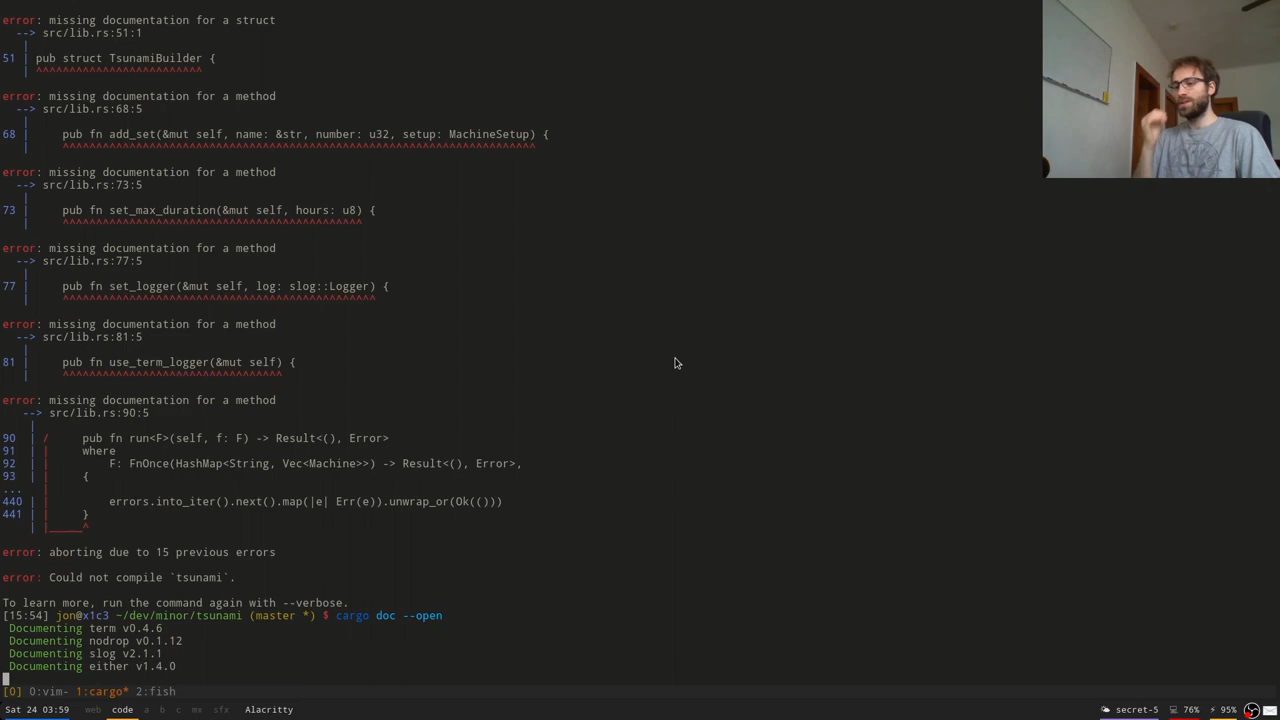 error: missing documentation for a struct
  --> src/lib.rs:51:1
   |
51 | pub struct TsunamiBuilder {
   | ^^^^^^^^^^^^^^^^^^^^^^^^^
error: missing documentation for a method
  --> src/lib.rs:68:5
   |
68 |     pub fn add_set(&mut self, name: &str, number: u32, setup: MachineSetup) {
   |     ^^^^^^^^^^^^^^^^^^^^^^^^^^^^^^^^^^^^^^^^^^^^^^^^^^^^^^^^^^^^^^^^^^^^^^^
error: missing documentation for a method
  --> src/lib.rs:73:5
   |
73 |     pub fn set_max_duration(&mut self, hours: u8) {
   |     ^^^^^^^^^^^^^^^^^^^^^^^^^^^^^^^^^^^^^^^^^^^^^
error: missing documentation for a method
  --> src/lib.rs:77:5
   |
77 |     pub fn set_logger(&mut self, log: slog::Logger) {
   |     ^^^^^^^^^^^^^^^^^^^^^^^^^^^^^^^^^^^^^^^^^^^^^^^
error: missing documentation for a method
  --> src/lib.rs:81:5
   |
81 |     pub fn use_term_logger(&mut self) {
   |     ^^^^^^^^^^^^^^^^^^^^^^^^^^^^^^^^^
error: missing documentation for a method
   --> src/lib.rs:90:5
    |
90  | /     pub fn run<F>(self, f: F) -> Result<(), Error>
91  | |     where
92  | |         F: FnOnce(HashMap<String, Vec<Machine>>) -> Result<(), Error>,
93  | |     {
...   |
440 | |         errors.into_iter().next().map(|e| Err(e)).unwrap_or(Ok(()))
441 | |     }
    | |_____^
error: aborting due to 15 previous errors
error: Could not compile `tsunami`.
To learn more, run the command again with --verbose.
[15:54] jon@x1c3 ~/dev/minor/tsunami (master *) $ cargo doc --open
 Documenting term v0.4.6
 Documenting nodrop v0.1.12
 Documenting slog v2.1.1
 Documenting either v1.4.0
[0] 0:vim- 1:cargo* 2:fish
Sat 24 03:59 web code a b c mx sfx Alacritty secret-5 76% 95%